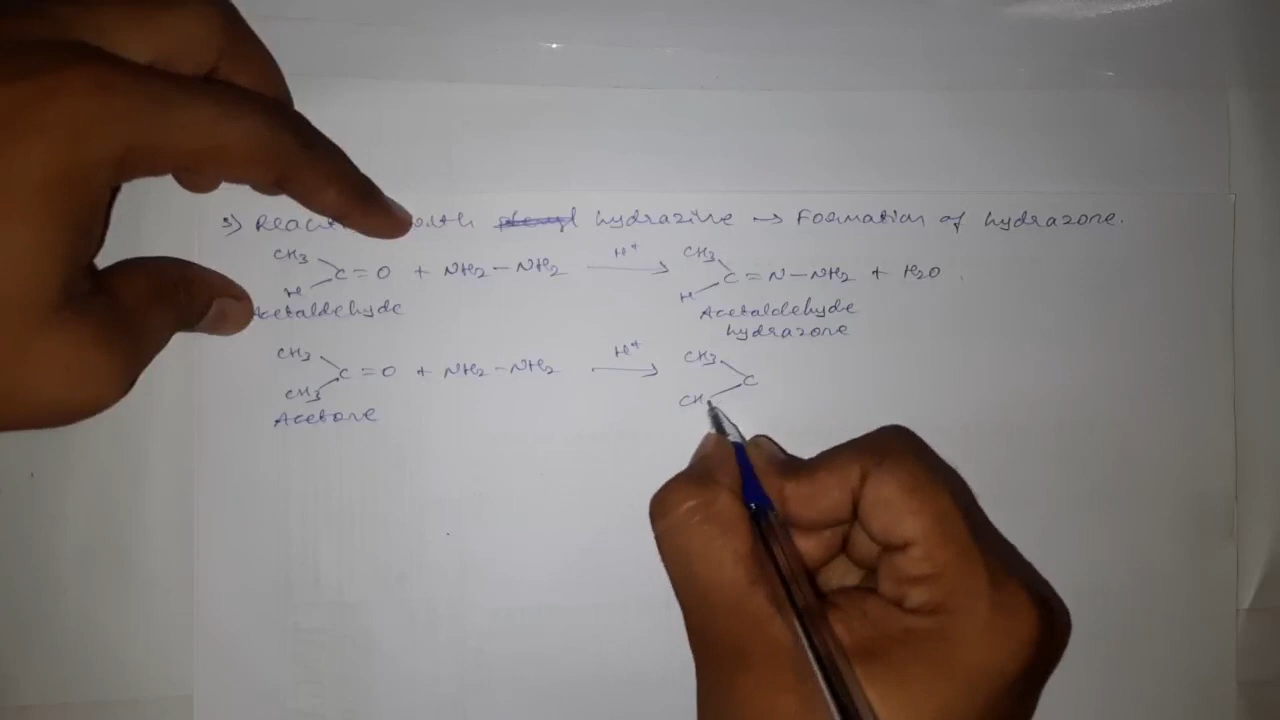 3) Reacti with hydrazine → Formation of hydrazone.
CH3 H C=O + NH2-NH2 H+ → CH3 H C=N-NH2 + H2O.
Acetaldehyde Acetaldehyde
hydrazone
CH3 CH3 C=O + NH2-NH2 H+ → CH3 CH C
Acetone